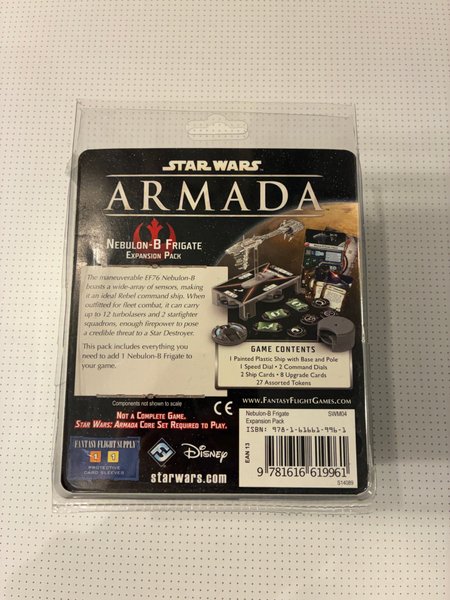 STAR WARS
ARMADA
NEBULON-B FRIGATE
EXPANSION PACK
The maneuverable EF76 Nebulon-B
boasts a wide-array of sensors, making
it an ideal Rebel command ship. When
outfitted for fleet combat, it can carry
up to 12 turbolasers and 2 starfighter
squadrons, enough firepower to pose
a credible threat to a Star Destroyer.
This pack includes everything you
need to add 1 Nebulon-B Frigate to
your game.
GAME CONTENTS
1 Painted Plastic Ship with Base and Pole
1 Speed Dial • 2 Command Dials
2 Ship Cards • 8 Upgrade Cards
27 Assorted Tokens
Components not shown to scale
CE
WWW.FANTASYFLIGHTGAMES.COM
NOT A COMPLETE GAME.
STAR WARS: ARMADA CORE SET REQUIRED TO PLAY.
FANTASY FLIGHT SUPPLY
1 1
PROTECTIVE
CARD SLEEVES
Disney
starwars.com
Nebulon-B Frigate SWM04
Expansion Pack
ISBN: 978-1-61661-996-1
EAN 13
9 781616 619961
S14089